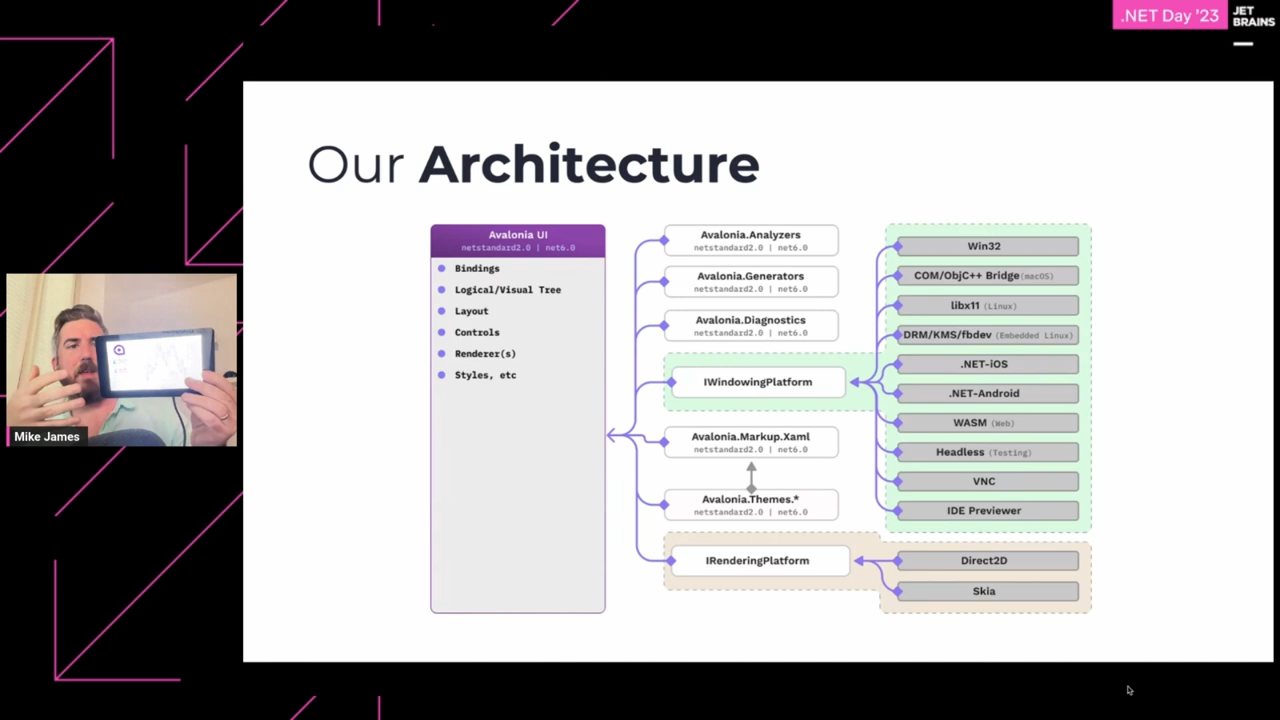 .NET Day '23
JET
BRAINS
Our Architecture
Avalonia UI
netstandard2.0 | net6.0
Bindings
Logical/Visual Tree
Layout
Controls
Renderer(s)
Styles, etc
Avalonia.Analyzers
netstandard2.0 | net6.0
Avalonia.Generators
netstandard2.0 | net6.0
Avalonia.Diagnostics
netstandard2.0 | net6.0
IWindowingPlatform
Avalonia.Markup.Xaml
netstandard2.0 | net6.0
Avalonia.Themes.*
netstandard2.0 | net6.0
IRenderingPlatform
Win32
COM/ObjC++ Bridge (macOS)
libx11 (Linux)
DRM/KMS/fbdev (Embedded Linux)
.NET-iOS
.NET-Android
WASM (Web)
Headless (Testing)
VNC
IDE Previewer
Direct2D
Skia
Mike James